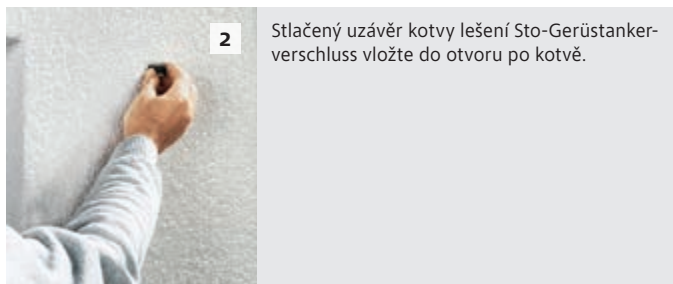 2
Stlačený uzávěr kotvy lešení Sto-Gerüstanker-
verschluss vložte do otvoru po kotvě.